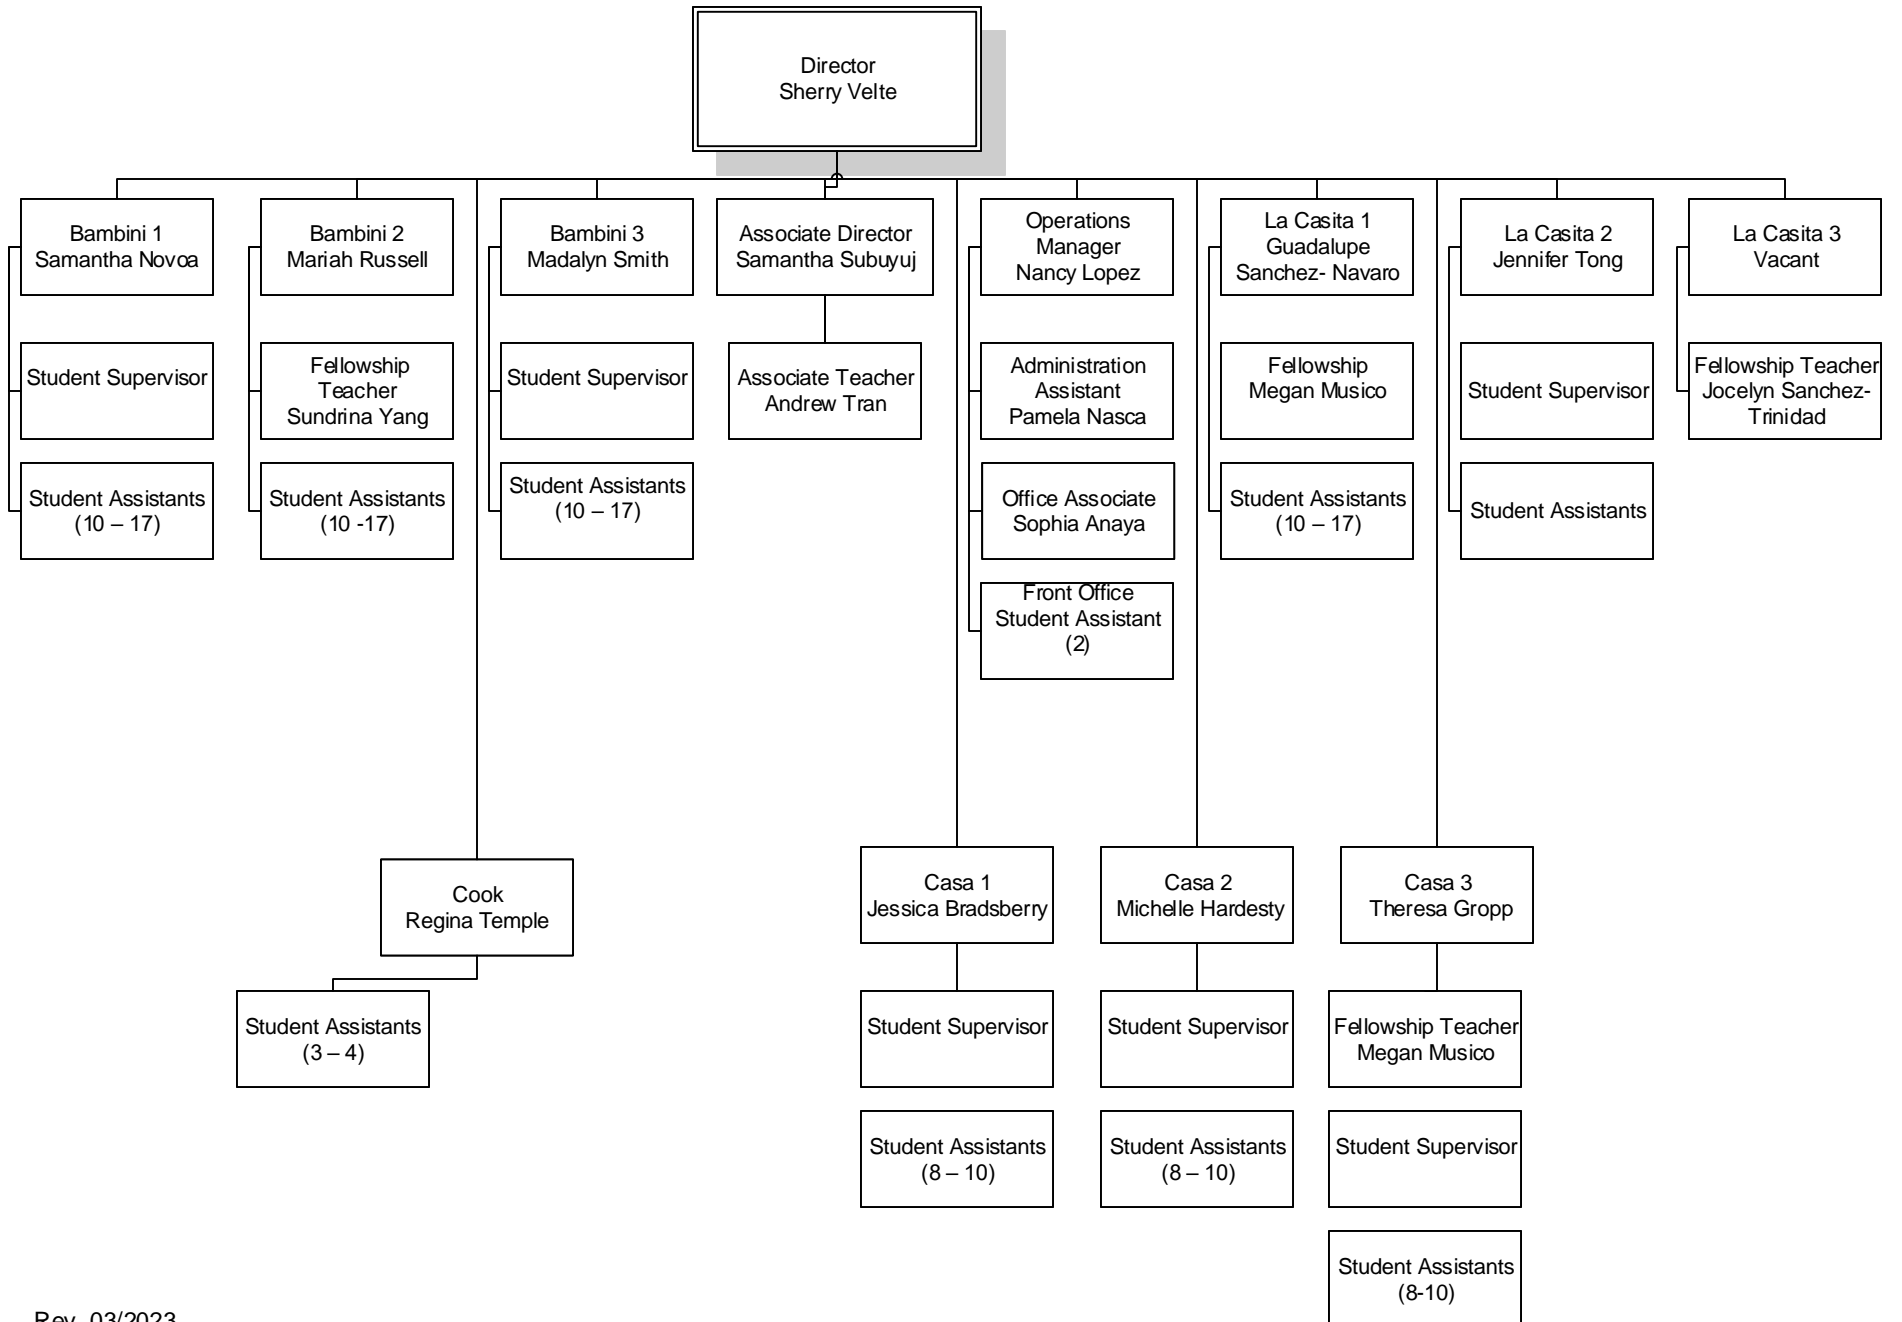 Director
Sherry Velte
Bambini 1
Samantha Novoa
Bambini 2
Mariah Russell
Bambini 3
Madalyn Smith
Associate Director
Samantha Subuyuj
Operations
Manager
Nancy Lopez
La Casita 1
Guadalupe
Sanchez- Navaro
La Casita 2
Jennifer Tong
La Casita 3
Vacant
Student Supervisor
Fellowship
Teacher
Sundrina Yang
Student Supervisor
Associate Teacher
Andrew Tran
Administration
Assistant
Pamela Nasca
Fellowship
Megan Musico
Student Supervisor
Fellowship Teacher
Jocelyn Sanchez-
Trinidad
Student Assistants
(10 – 17)
Student Assistants
(10 -17)
Student Assistants
(10 – 17)
Office Associate
Sophia Anaya
Student Assistants
(10 – 17)
Student Assistants
Front Office
Student Assistant
(2)
Cook
Regina Temple
Casa 1
Jessica Bradsberry
Casa 2
Michelle Hardesty
Casa 3
Theresa Gropp
Student Assistants
(3 – 4)
Student Supervisor
Student Supervisor
Fellowship Teacher
Megan Musico
Student Assistants
(8 – 10)
Student Assistants
(8 – 10)
Student Supervisor
Student Assistants
(8-10)
Rev. 03/2023